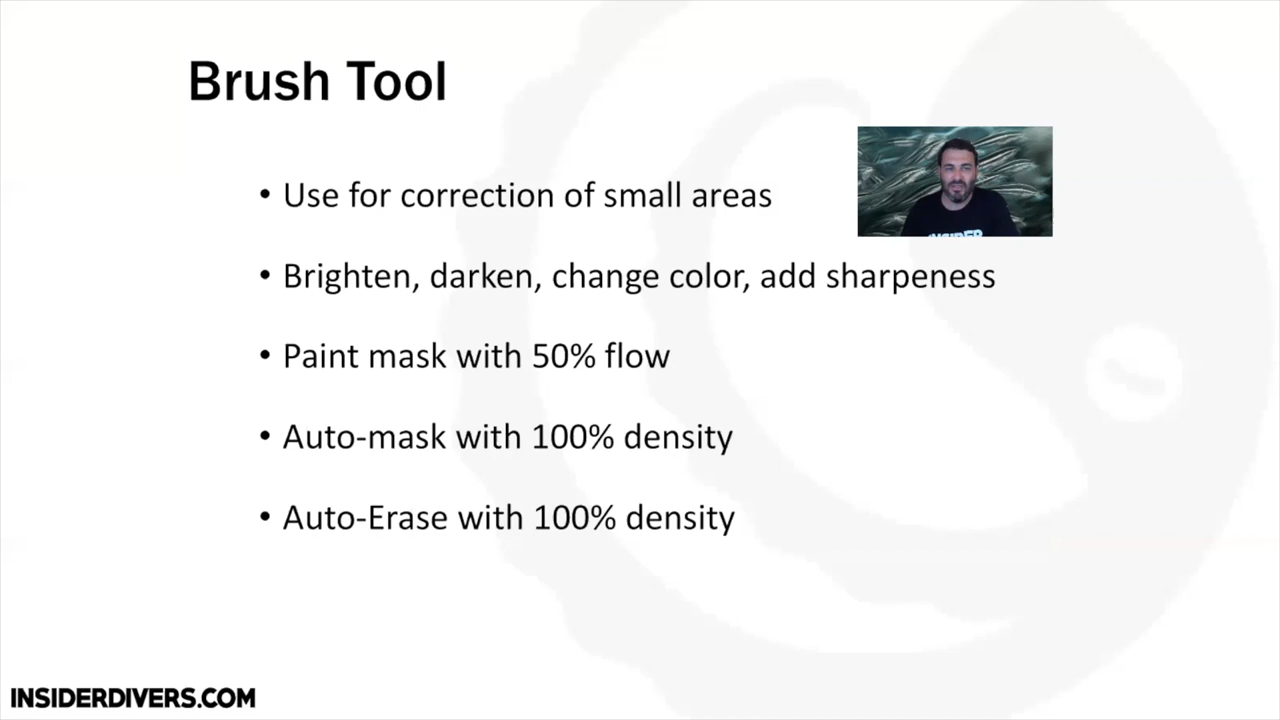 Brush Tool
• Use for correction of small areas
• Brighten, darken, change color, add sharpeness
• Paint mask with 50% flow
• Auto-mask with 100% density
• Auto-Erase with 100% density
INSIDER
INSIDERDIVERS.COM